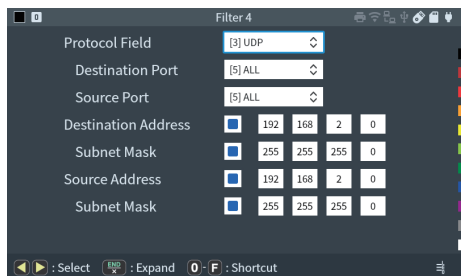 0 Filter 4
Protocol Field [3] UDP
Destination Port [5] ALL
Source Port [5] ALL
Destination Address 192 168 2 0
Subnet Mask 255 255 255 0
Source Address 192 168 2 0
Subnet Mask 255 255 255 0
: Select END × : Expand 0 - F : Shortcut